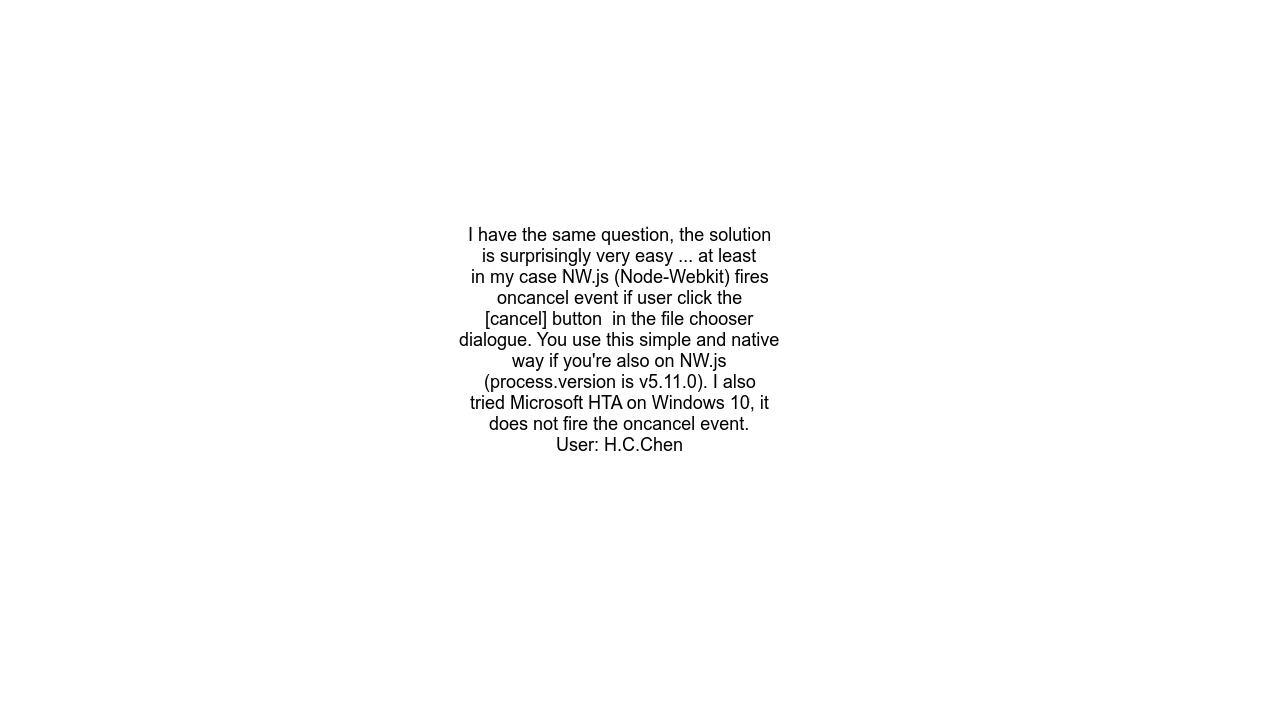 I have the same question, the solution
is surprisingly very easy ... at least
in my case NW.js (Node-Webkit) fires
oncancel event if user click the
[cancel] button  in the file chooser
dialogue. You use this simple and native
way if you're also on NW.js
(process.version is v5.11.0). I also
tried Microsoft HTA on Windows 10, it
does not fire the oncancel event.
User: H.C.Chen